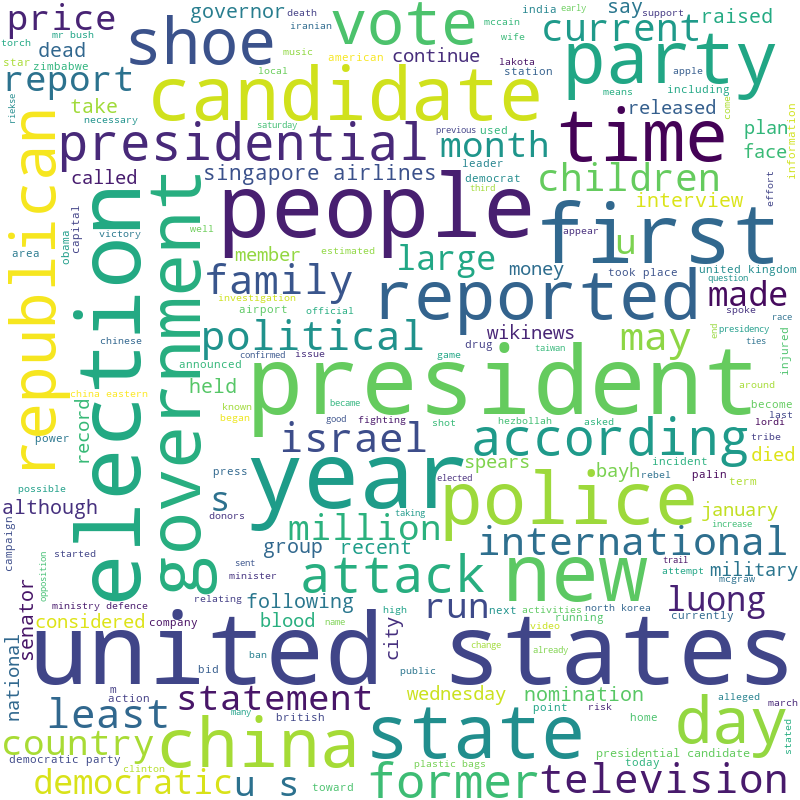 price
governor
death
iranian
vote
mccain
india
early
say
support
torch
mr bush
shoe
current
raised
star
dead
continue
wife
party
zimbabwe
music
american
lakota
apple
report
local
candidate
station
means
including
riekse
take
necessary
released
come
information
republican
saturday
previous
used
time
plan
presidential
month
face
called
singapore airlines
leader
democrat
children
effort
election
government
third
interview
capital
victory
well
people
first
appear
obama
area
member
estimated
large
u
question
family
money
took place
united kingdom
investigation
reported
made
airport
official
spoke
race
chinese
political
wikinews
may
end
presidency
confirmed
issue
drug
taiwan
ties
injured
announced
game
president
china eastern
held
around
record
known
became
israel
according
become
began
good
fighting
shot
hezbollah
asked
last
lordi
power
tribe
press
year
spears
bayh
incident
died
possible
s
elected
rebel
palin
term
although
donors
million
police
january
campaign
taking
increase
opposition
started
group
recent
international
trail
sent
minister
attack
new
attempt
mcgraw
military
ministry defence
relating
following
high
run
next
activities
north korea
currently
luong
senator
considered
company
blood
name
city
running
video
united states
change
already
national
bid
ban
public
m
action
statement
wednesday
nomination
alleged
march
least
many
british
point
risk
day
stated
country
china
state
home
democratic party
clinton
plastic bags
presidential candidate
today
democratic
u s
toward
former
television